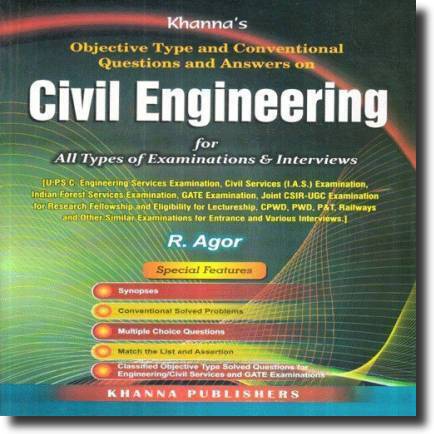 Khanna's
Objective Type and Conventional
Questions and Answers on
Civil Engineering
for
All Types of Examinations & Interviews
[U.P.S.C. Engineering Services Examination, Civil Services (I.A.S.) Examination,
Indian Forest Services Examination, GATE Examination, Joint CSIR-UGC Examination
for Research Fellowship and Eligibility for Lectureship, CPWD, PWD, P&T, Railways
and Other Similar Examinations for Entrance and Various Interviews.]
R. Agor
Special Features
Synopses
Conventional Solved Problems
Multiple Choice Questions
Match the List and Assertion
Classified Objective Type Solved Questions for
Engineering/Civil Services and GATE Examinations
KHANNA PUBLISHERS